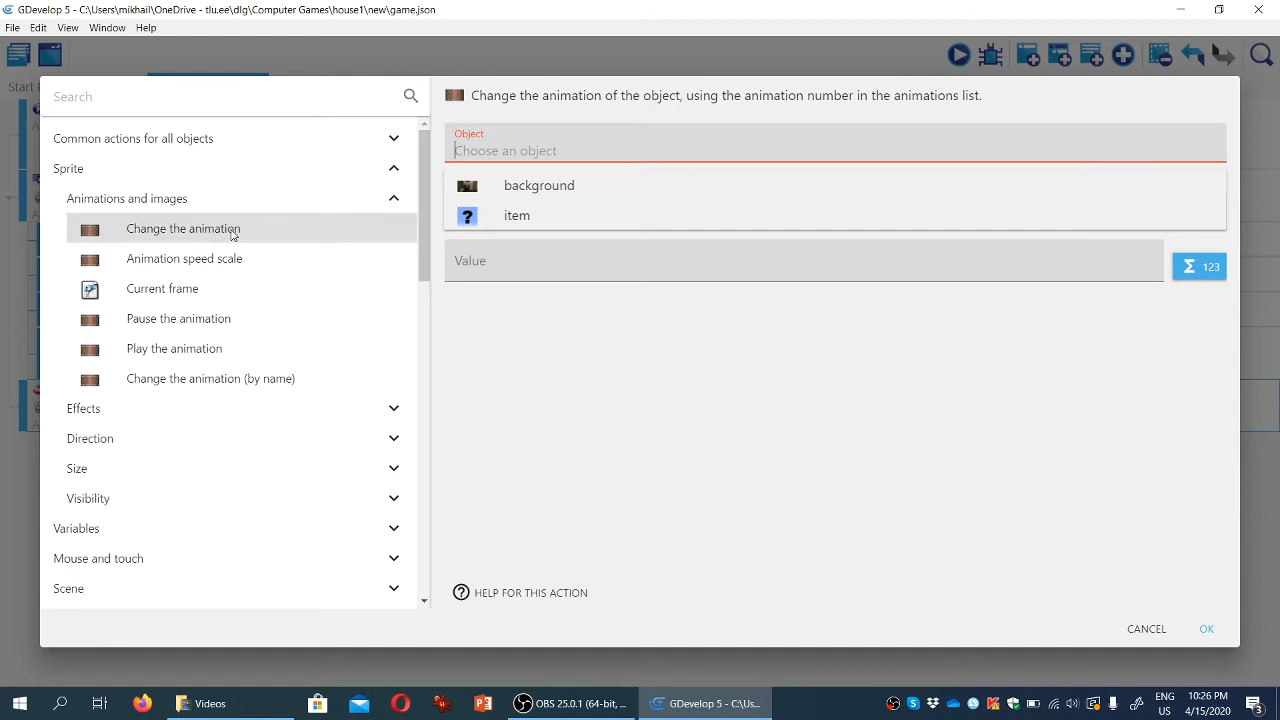 GDevelop 5 - C:\Users\mikhail\OneDrive - tlu.ee\dlg\Computer Games\house1\new\game.json
File Edit View Window Help
Start
Search
Change the animation of the object, using the animation number in the animations list.
Common actions for all objects
Object
Choose an object
Sprite
background
Animations and images
item
Change the animation
Animation speed scale
Value
Σ 123
Current frame
Pause the animation
Play the animation
Change the animation (by name)
Effects
Direction
Size
Visibility
Variables
Mouse and touch
Scene
HELP FOR THIS ACTION
CANCEL OK
Videos
OBS 25.0.1 (64-bit, ...
GDevelop 5 - C:\Us...
ENG
US
10:26 PM
4/15/2020
3